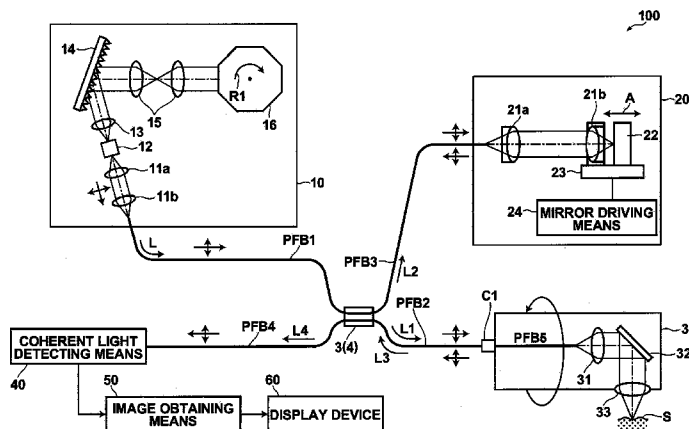 100
14
15
R1
16
13
12
11a
11b
10
21a
21b
A
20
22
23
24
MIRROR DRIVING
MEANS
L
PFB1
PFB3
L2
PFB2
C1
PFB4
L4
3(4)
L1
L3
PFB5
3
32
31
33
S
COHERENT LIGHT
DETECTING MEANS
40
50
IMAGE OBTAINING
MEANS
60
DISPLAY DEVICE